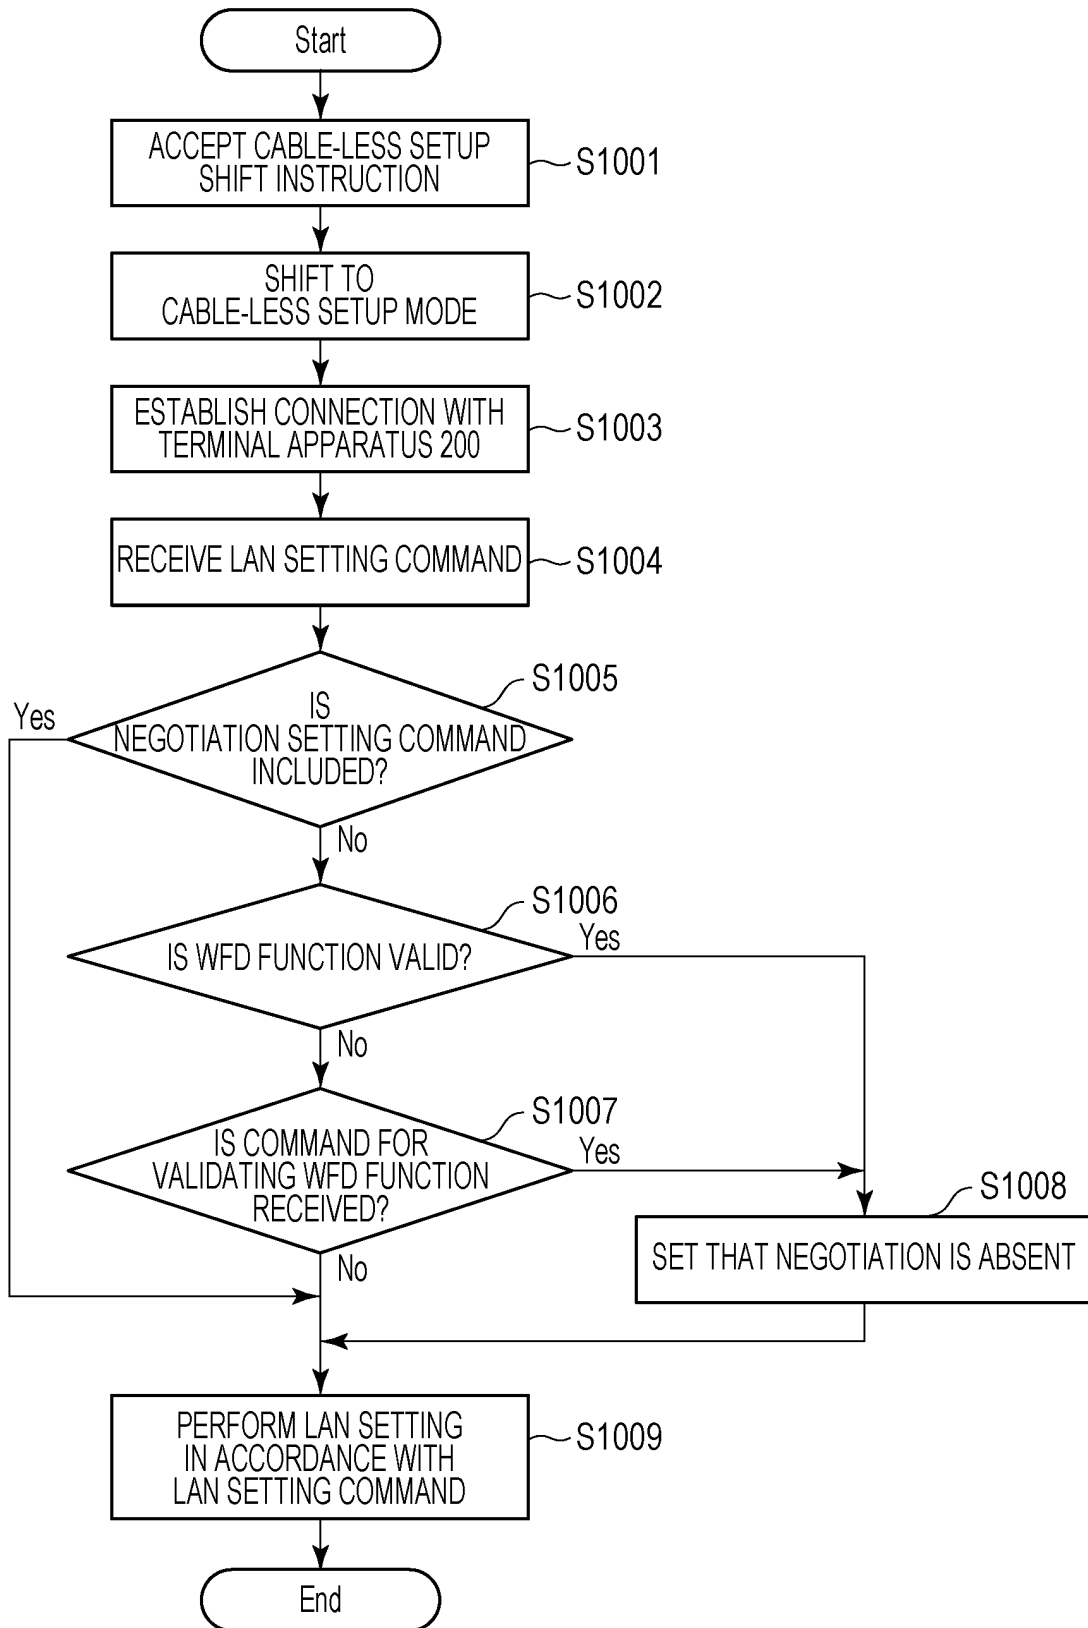 Start
ACCEPT CABLE-LESS SETUP
SHIFT INSTRUCTION
S1001
SHIFT TO
CABLE-LESS SETUP MODE
S1002
ESTABLISH CONNECTION WITH
TERMINAL APPARATUS 200
S1003
RECEIVE LAN SETTING COMMAND
S1004
S1005
Yes
IS
NEGOTIATION SETTING COMMAND
INCLUDED?
No
S1006
IS WFD FUNCTION VALID?
Yes
No
S1007
IS COMMAND FOR
VALIDATING WFD FUNCTION
RECEIVED?
Yes
No
S1008
SET THAT NEGOTIATION IS ABSENT
PERFORM LAN SETTING
IN ACCORDANCE WITH
LAN SETTING COMMAND
S1009
End